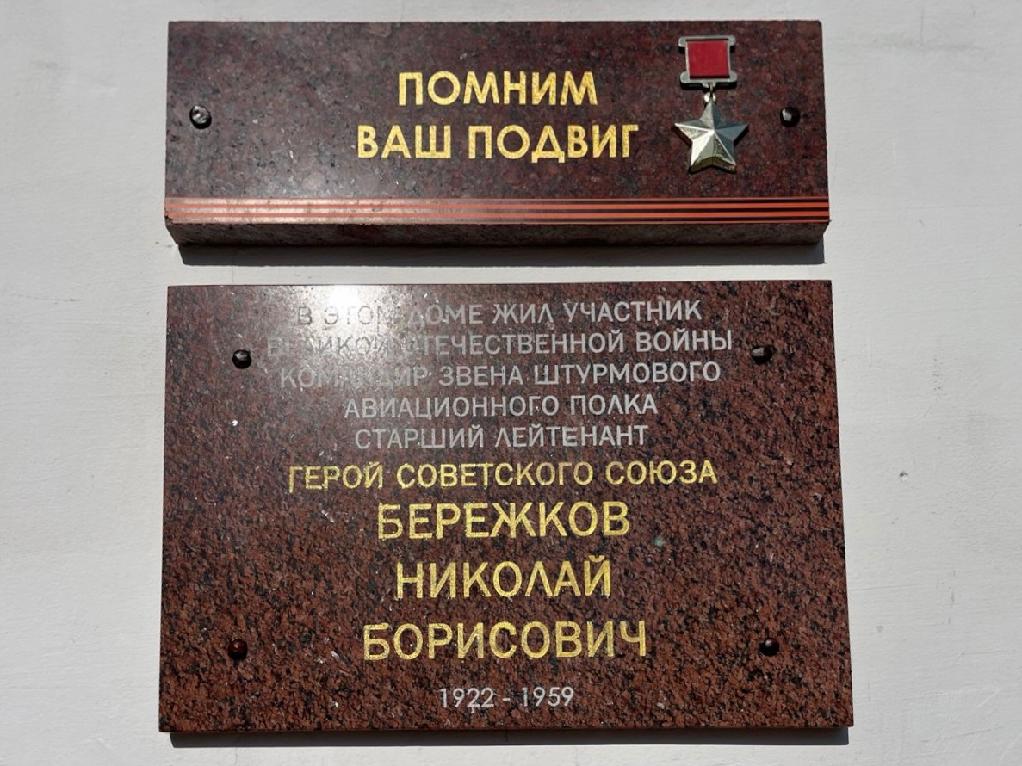 ПОМНИМ
ВАШ ПОДВИГ
В ЭТОМ ДОМЕ ЖИЛ УЧАСТНИК
ВЕЛИКОЙ ОТЕЧЕСТВЕННОЙ ВОЙНЫ
КОМАНДИР ЗВЕНА ШТУРМОВОГО
АВИАЦИОННОГО ПОЛКА
СТАРШИЙ ЛЕЙТЕНАНТ
ГЕРОЙ СОВЕТСКОГО СОЮЗА
БЕРЕЖКОВ
НИКОЛАЙ
БОРИСОВИЧ
1922 - 1959